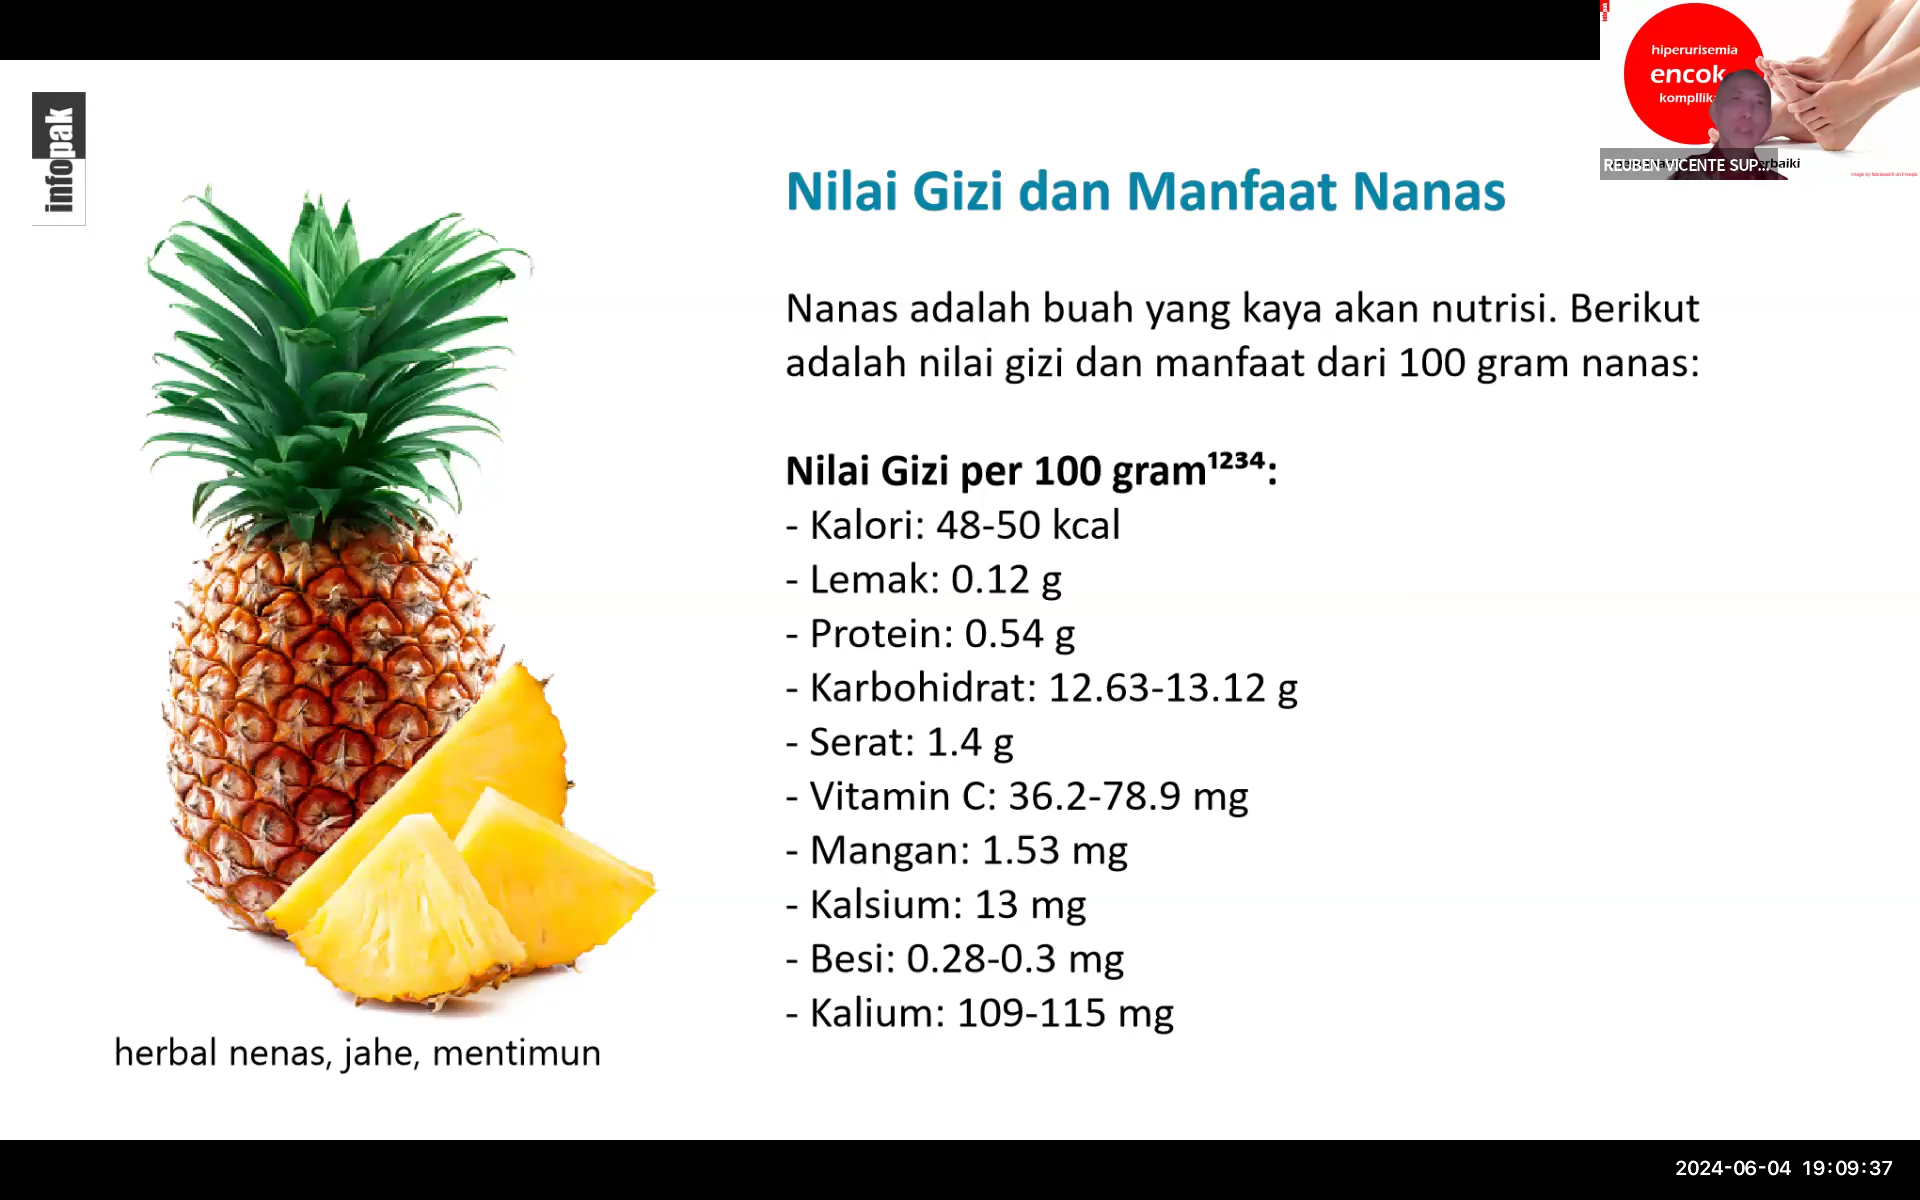 infopak
Nilai Gizi dan Manfaat Nanas
Nanas adalah buah yang kaya akan nutrisi. Berikut
adalah nilai gizi dan manfaat dari 100 gram nanas:
Nilai Gizi per 100 gram¹²³⁴:
- Kalori: 48-50 kcal
- Lemak: 0.12 g
- Protein: 0.54 g
- Karbohidrat: 12.63-13.12 g
- Serat: 1.4 g
- Vitamin C: 36.2-78.9 mg
- Mangan: 1.53 mg
- Kalsium: 13 mg
- Besi: 0.28-0.3 mg
- Kalium: 109-115 mg
herbal nenas, jahe, mentimun
hiperurisemia
encok
kompllik
REUBEN VICENTE SUP...
erbaiki
2024-06-04 19:09:37